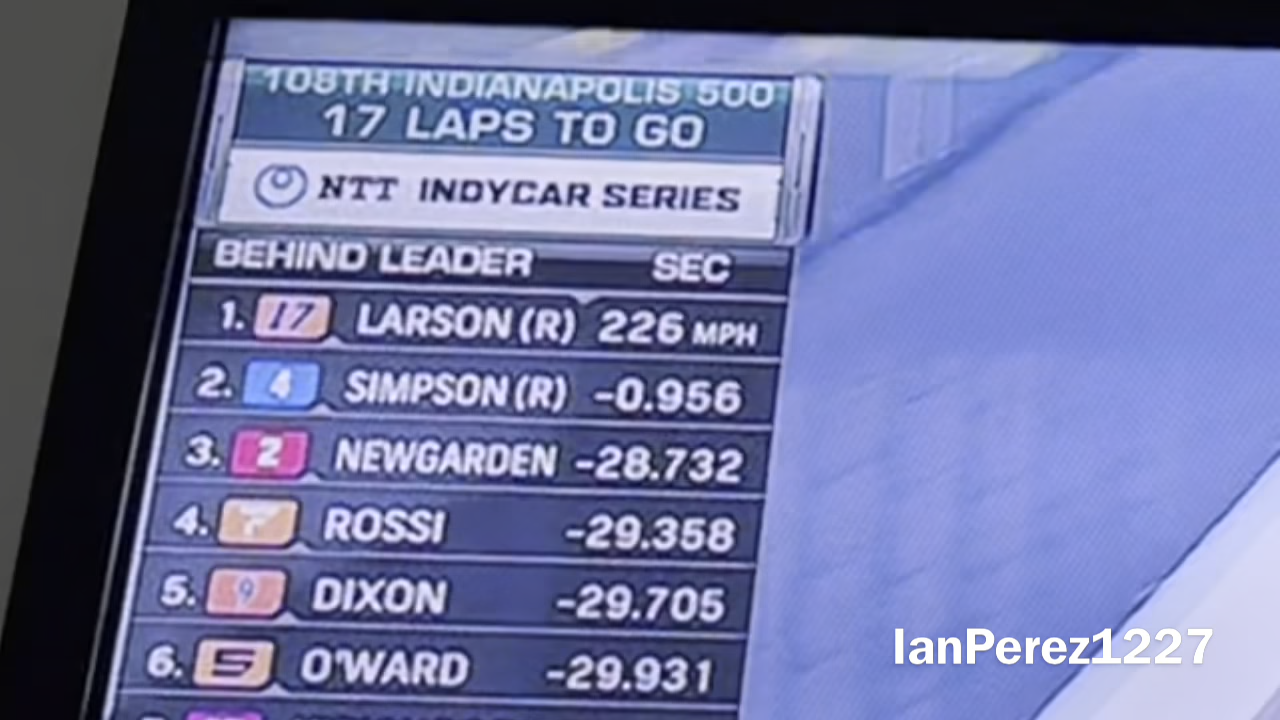 108TH INDIANAPOLIS 500
17 LAPS TO GO
NTT INDYCAR SERIES
BEHIND LEADER SEC
1. 17 LARSON (R) 226 MPH
2. 4 SIMPSON (R) -0.956
3. 2 NEWGARDEN -28.732
4. 7 ROSSI -29.358
5. 9 DIXON -29.705
6. 5 O'WARD -29.931
IanPerez1227